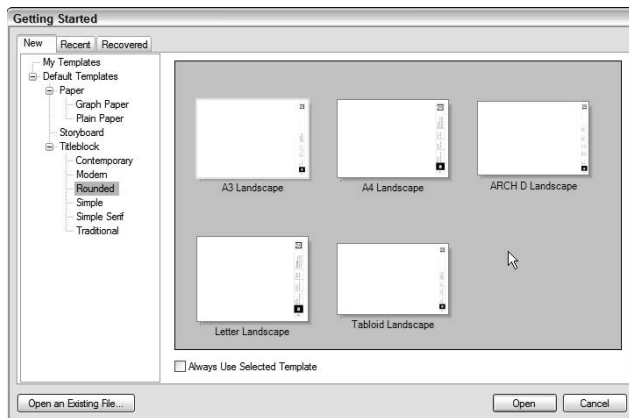 Getting Started
New Recent Recovered
My Templates
Default Templates
Paper
Graph Paper
Plain Paper
Storyboard
Titleblock
Contemporary
Modern
Rounded
Simple
Simple Serif
Traditional
A3 Landscape A4 Landscape ARCH D Landscape
Letter Landscape Tabloid Landscape
Always Use Selected Template
Open an Existing File... Open Cancel